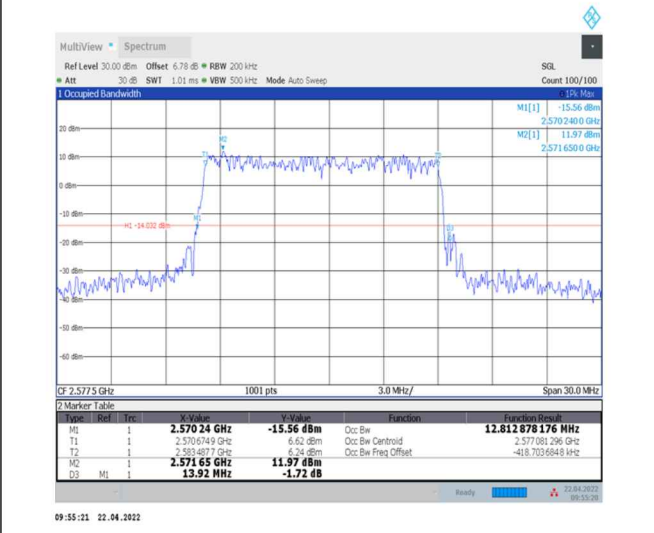 MultiView Spectrum
Ref Level 30.00 dBm Offset 6.78 dB RBW 200 kHz SGL
Att 30 dB SWT 1.01 ms VBW 500 kHz Mode Auto Sweep Count 100/100
1 Occupied Bandwidth 1Pk Max
M1[1] -15.56 dBm
2.5702400 GHz
M2[1] 11.97 dBm
2.5716500 GHz
20 dBm
M2
10 dBm
0 dBm
-10 dBm
M1
H1 -14.032 dBm
-20 dBm
-30 dBm
-40 dBm
-50 dBm
-60 dBm
CF 2.5775 GHz 1001 pts 3.0 MHz/ Span 30.0 MHz
2 Marker Table
Type Ref Trc X-Value Y-Value Function Function Result
M1 1 2.57024 GHz -15.56 dBm Occ Bw 12.812878176 MHz
T1 1 2.5706749 GHz 6.62 dBm Occ Bw Centroid 2.577081296 GHz
T2 1 2.5834877 GHz 6.24 dBm Occ Bw Freq Offset -418.7036848 kHz
M2 1 2.57165 GHz 11.97 dBm
D3 M1 1 13.92 MHz -1.72 dB
Ready 22.04.2022
09:55:20
09:55:21 22.04.2022